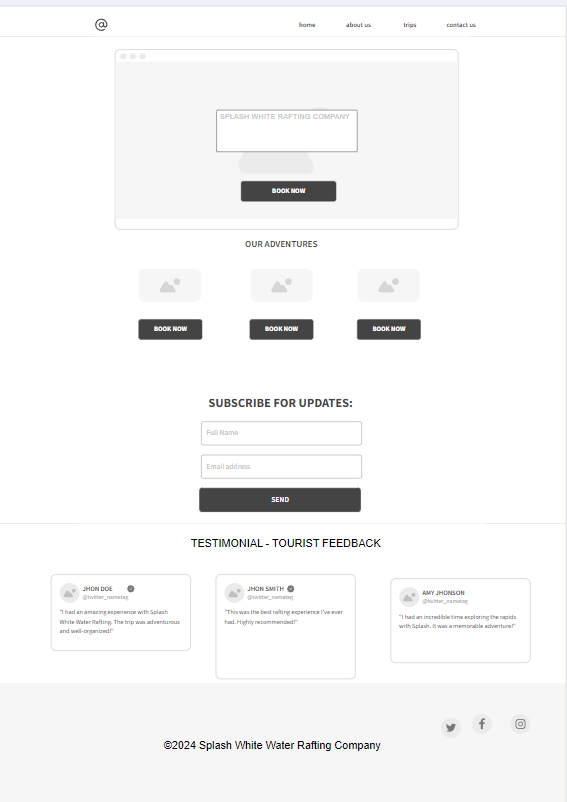 @
home about us trips contact us
SPLASH WHITE RAFTING COMPANY
BOOK NOW
OUR ADVENTURES
BOOK NOW BOOK NOW BOOK NOW
SUBSCRIBE FOR UPDATES:
Full Name
Email address
SEND
TESTIMONIAL - TOURIST FEEDBACK
JHON DOE
@twitter_nametag
"I had an amazing experience with Splash
White Water Rafting. The trip was adventurous
and well-organized!"
JHON SMITH
@twitter_nametag
"This was the best rafting experience I've ever
had. Highly recommended!"
AMY JHONSON
@twitter_nametag
"I had an incredible time exploring the rapids
with Splash. It was a memorable adventure!"
©2024 Splash White Water Rafting Company